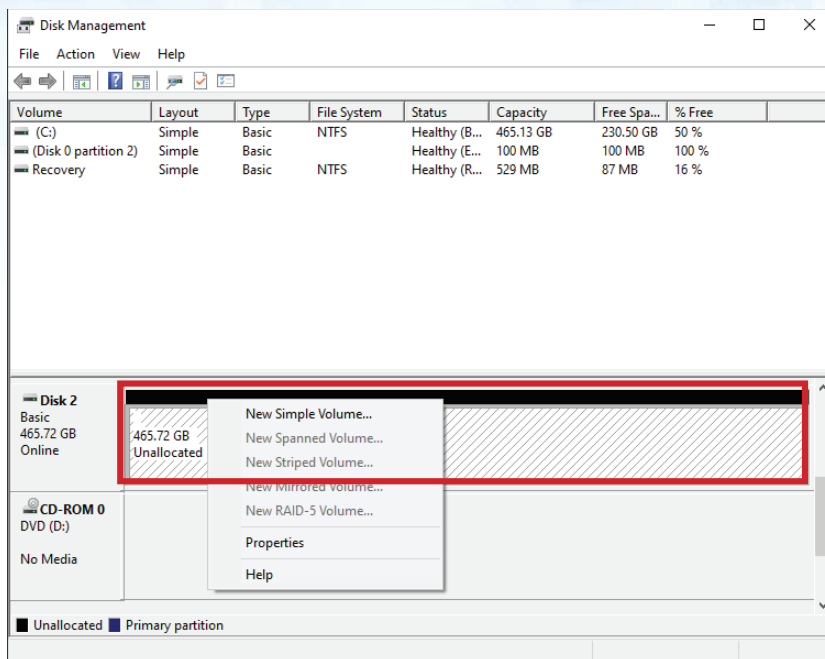 Disk Management
File Action View Help
Volume Layout Type File System Status Capacity Free Spa... % Free
(C:) Simple Basic NTFS Healthy (B... 465.13 GB 230.50 GB 50 %
(Disk 0 partition 2) Simple Basic Healthy (E... 100 MB 100 MB 100 %
Recovery Simple Basic NTFS Healthy (R... 529 MB 87 MB 16 %
Disk 2
Basic
465.72 GB
Online
465.72 GB
Unallocated
New Simple Volume...
New Spanned Volume...
New Striped Volume...
New Mirrored Volume...
New RAID-5 Volume...
Properties
Help
CD-ROM 0
DVD (D:)
No Media
Unallocated Primary partition